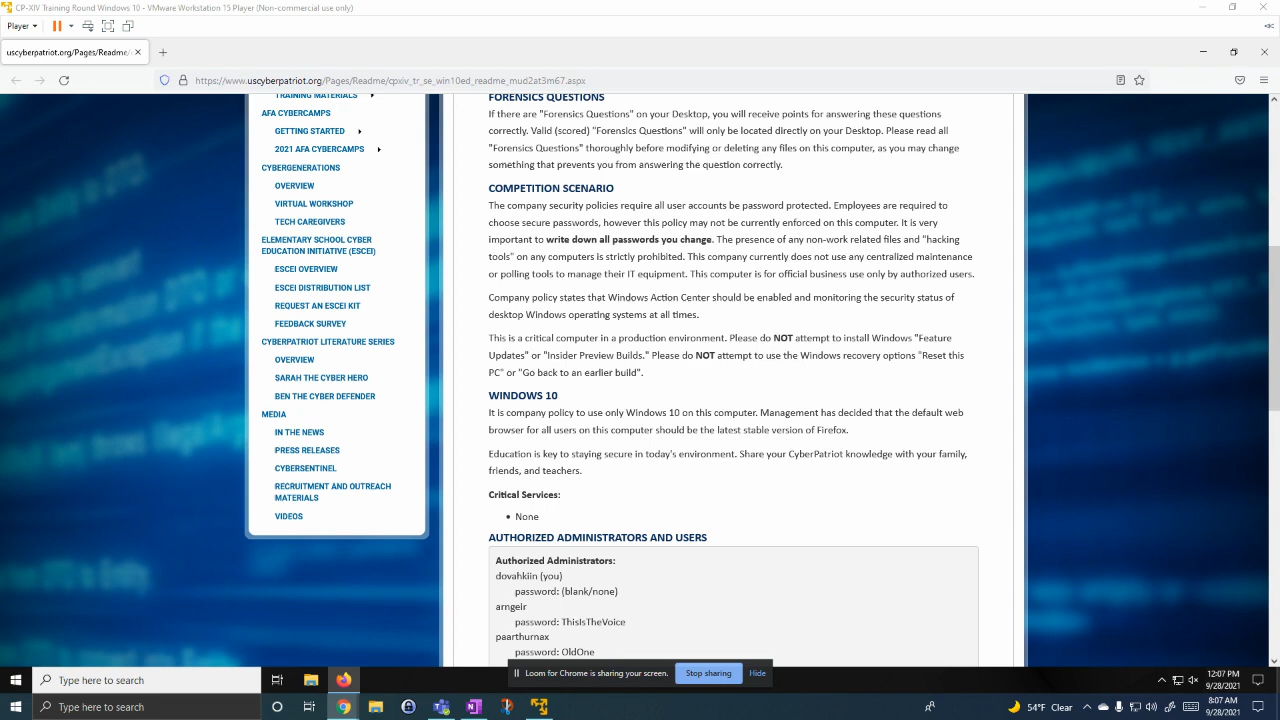 CP-XIV Training Round Windows 10 - VMware Workstation 15 Player (Non-commercial use only)
Player
uscyberpatriot.org/Pages/Readme/
https://www.uscyberpatriot.org/Pages/Readme/cpxiv_tr_se_win10ed_readme_mud2at3m67.aspx
TRAINING MATERIALS
AFA CYBERCAMPS
GETTING STARTED
2021 AFA CYBERCAMPS
CYBERGENERATIONS
OVERVIEW
VIRTUAL WORKSHOP
TECH CAREGIVERS
ELEMENTARY SCHOOL CYBER
EDUCATION INITIATIVE (ESCEI)
ESCEI OVERVIEW
ESCEI DISTRIBUTION LIST
REQUEST AN ESCEI KIT
FEEDBACK SURVEY
CYBERPATRIOT LITERATURE SERIES
OVERVIEW
SARAH THE CYBER HERO
BEN THE CYBER DEFENDER
MEDIA
IN THE NEWS
PRESS RELEASES
CYBERSENTINEL
RECRUITMENT AND OUTREACH
MATERIALS
VIDEOS
FORENSICS QUESTIONS
If there are "Forensics Questions" on your Desktop, you will receive points for answering these questions
correctly. Valid (scored) "Forensics Questions" will only be located directly on your Desktop. Please read all
"Forensics Questions" thoroughly before modifying or deleting any files on this computer, as you may change
something that prevents you from answering the question correctly.
COMPETITION SCENARIO
The company security policies require all user accounts be password protected. Employees are required to
choose secure passwords, however this policy may not be currently enforced on this computer. It is very
important to write down all passwords you change. The presence of any non-work related files and "hacking
tools" on any computers is strictly prohibited. This company currently does not use any centralized maintenance
or polling tools to manage their IT equipment. This computer is for official business use only by authorized users.
Company policy states that Windows Action Center should be enabled and monitoring the security status of
desktop Windows operating systems at all times.
This is a critical computer in a production environment. Please do NOT attempt to install Windows "Feature
Updates" or "Insider Preview Builds." Please do NOT attempt to use the Windows recovery options "Reset this
PC" or "Go back to an earlier build".
WINDOWS 10
It is company policy to use only Windows 10 on this computer. Management has decided that the default web
browser for all users on this computer should be the latest stable version of Firefox.
Education is key to staying secure in today's environment. Share your CyberPatriot knowledge with your family,
friends, and teachers.
Critical Services:
• None
AUTHORIZED ADMINISTRATORS AND USERS
Authorized Administrators:
dovahkiin (you)
password: (blank/none)
arngeir
password: ThisIsTheVoice
paarthurnax
password: OldOne
Loom for Chrome is sharing your screen. Stop sharing Hide
Type here to search
12:07 PM
9/28/2021
Type here to search
54°F Clear
8:07 AM
9/28/2021